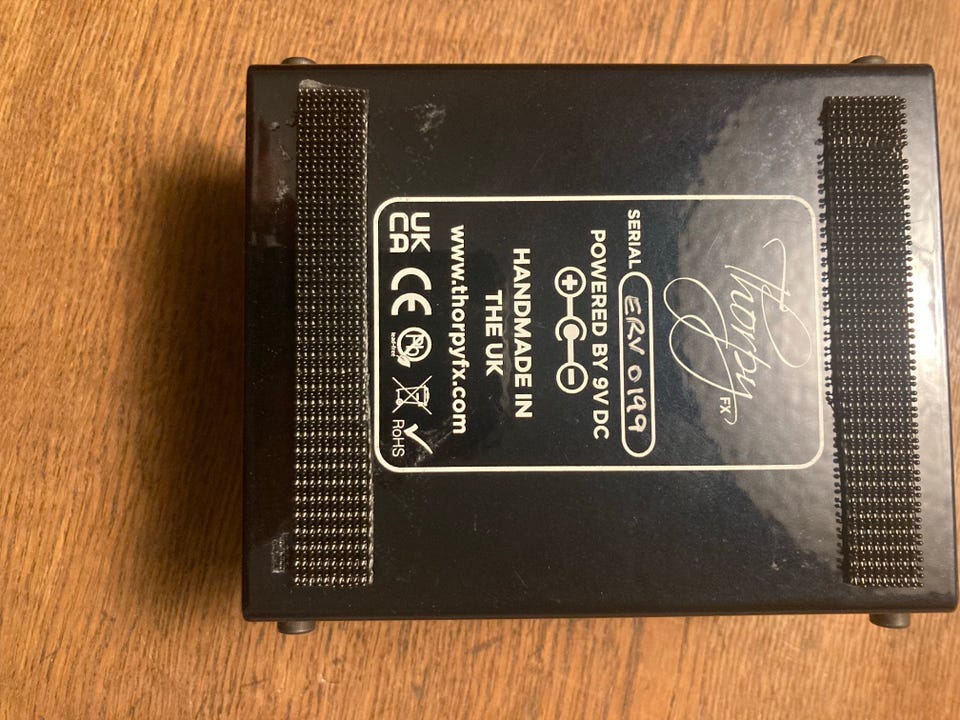 Thorpy FX
SERIAL ERV 0199
POWERED BY 9V DC
+ -
HANDMADE IN
THE UK
www.thorpyfx.com
UK
CA CE Pb RoHS